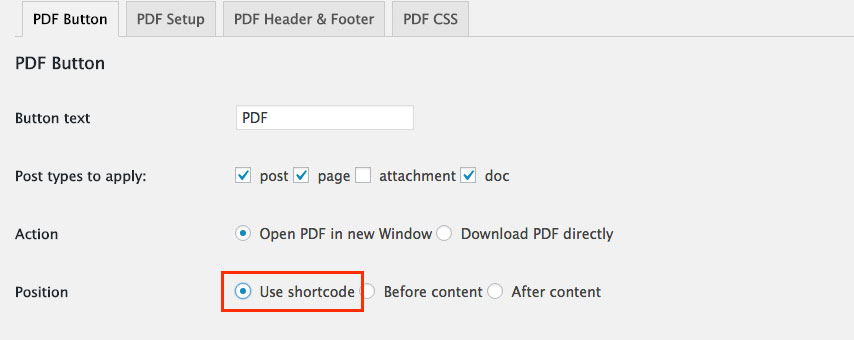 PDF Button PDF Setup PDF Header & Footer PDF CSS
PDF Button
Button text PDF
Post types to apply: post page attachment doc
Action Open PDF in new Window Download PDF directly
Position Use shortcode Before content After content